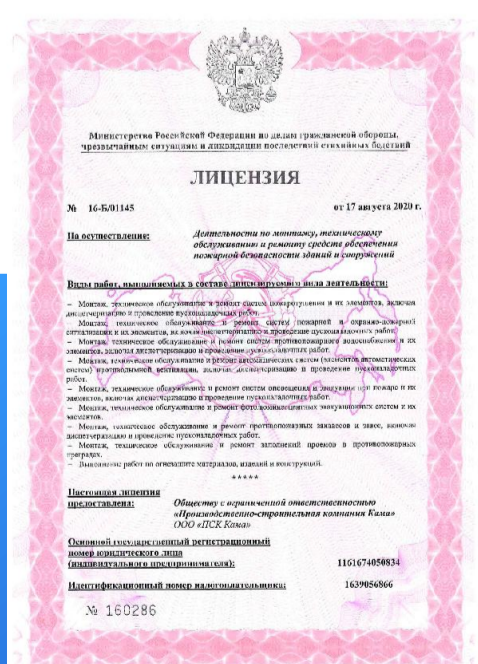 Министерство Российской Федерации по делам гражданской обороны,
чрезвычайным ситуациям и ликвидации последствий стихийных бедствий
ЛИЦЕНЗИЯ
№ 16-Б/01145 от 17 августа 2020 г.
На осуществление: Деятельности по монтажу, техническому
обслуживанию и ремонту средств обеспечения
пожарной безопасности зданий и сооружений
Виды работ, выполняемых в составе лицензируемого вида деятельности:
– Монтаж, техническое обслуживание и ремонт систем пожаротушения и их элементов, включая
диспетчеризацию и проведение пусконаладочных работ.
– Монтаж, техническое обслуживание и ремонт систем пожарной и охранно-пожарной
сигнализации и их элементов, включая диспетчеризацию и проведение пусконаладочных работ.
– Монтаж, техническое обслуживание и ремонт систем противопожарного водоснабжения и их
элементов, включая диспетчеризацию и проведение пусконаладочных работ.
– Монтаж, техническое обслуживание и ремонт автоматических систем (элементов автоматических
систем) противодымной вентиляции, включая диспетчеризацию и проведение пусконаладочных
работ.
– Монтаж, техническое обслуживание и ремонт систем оповещения и эвакуации при пожаре и их
элементов, включая диспетчеризацию и проведение пусконаладочных работ.
– Монтаж, техническое обслуживание и ремонт фотолюминесцентных эвакуационных систем и их
элементов.
– Монтаж, техническое обслуживание и ремонт противопожарных занавесов и завес, включая
диспетчеризацию и проведение пусконаладочных работ.
– Монтаж, техническое обслуживание и ремонт заполнений проемов в противопожарных
преградах.
– Выполнение работ по огнезащите материалов, изделий и конструкций.
*****
Настоящая лицензия
предоставлена: Обществу с ограниченной ответственностью
«Производственно-строительная компания Кама»
ООО «ПСК Кама»
Основной государственный регистрационный
номер юридического лица
(индивидуального предпринимателя): 1161674050834
Идентификационный номер налогоплательщика: 1639056866
№ 160286